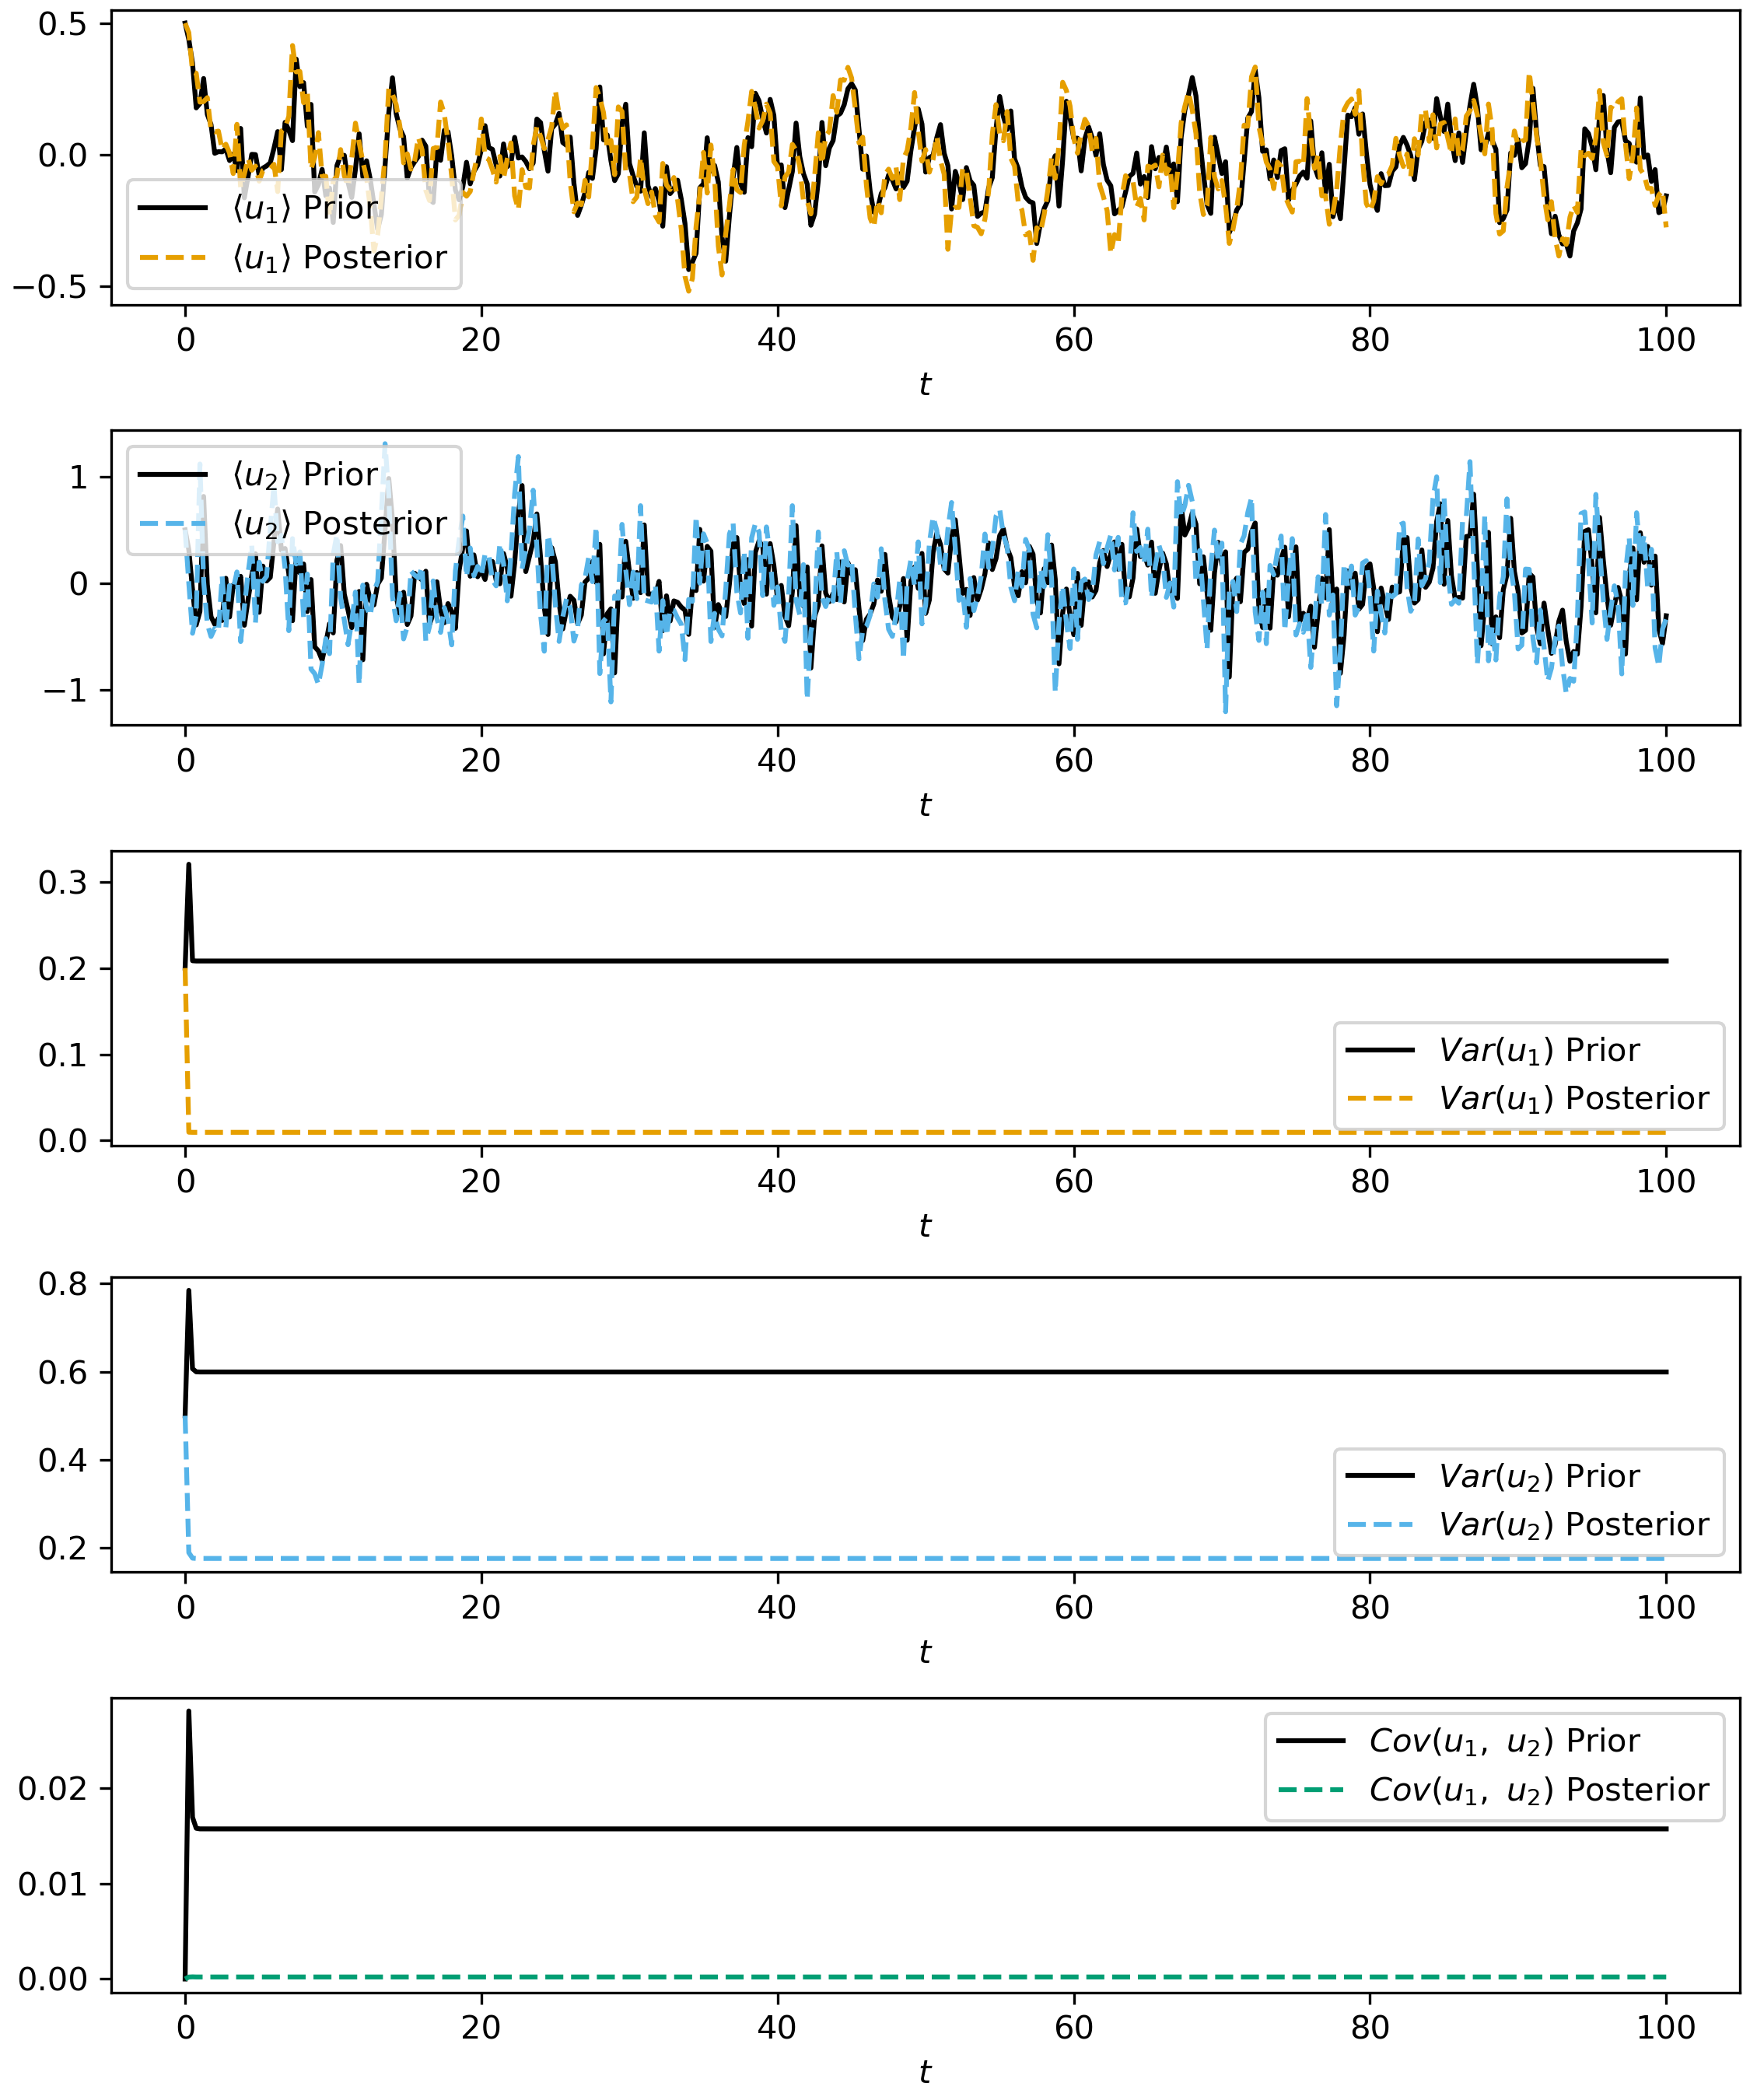 0.5
0.0
−0.5
⟨u₁⟩ Prior
⟨u₁⟩ Posterior
0 20 40 60 80 100
t
1
0
−1
⟨u₂⟩ Prior
⟨u₂⟩ Posterior
0 20 40 60 80 100
t
0.3
0.2
0.1
0.0
Var(u₁) Prior
Var(u₁) Posterior
0 20 40 60 80 100
t
0.8
0.6
0.4
0.2
Var(u₂) Prior
Var(u₂) Posterior
0 20 40 60 80 100
t
0.02
0.01
0.00
Cov(u₁, u₂) Prior
Cov(u₁, u₂) Posterior
0 20 40 60 80 100
t